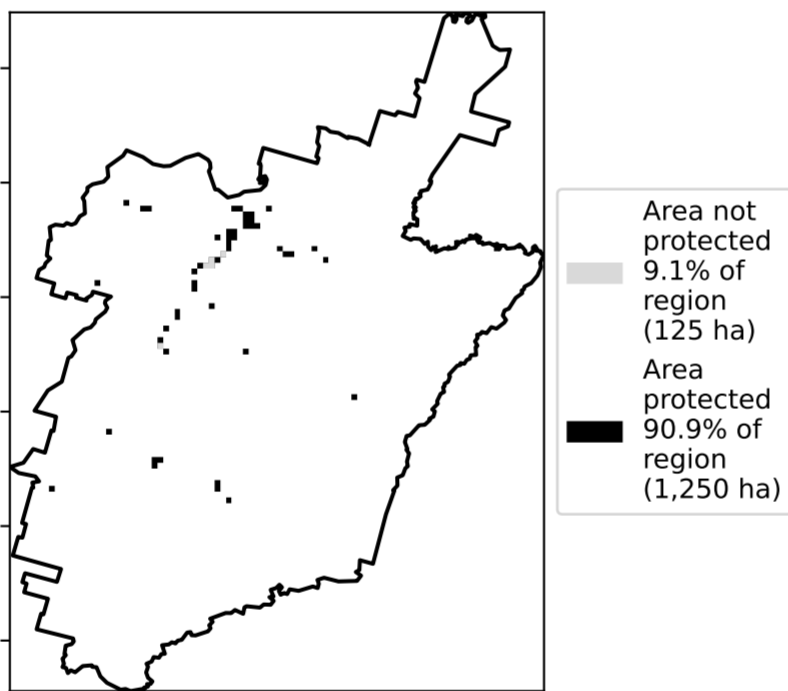 Area not
protected
9.1% of
region
(125 ha)
Area
protected
90.9% of
region
(1,250 ha)